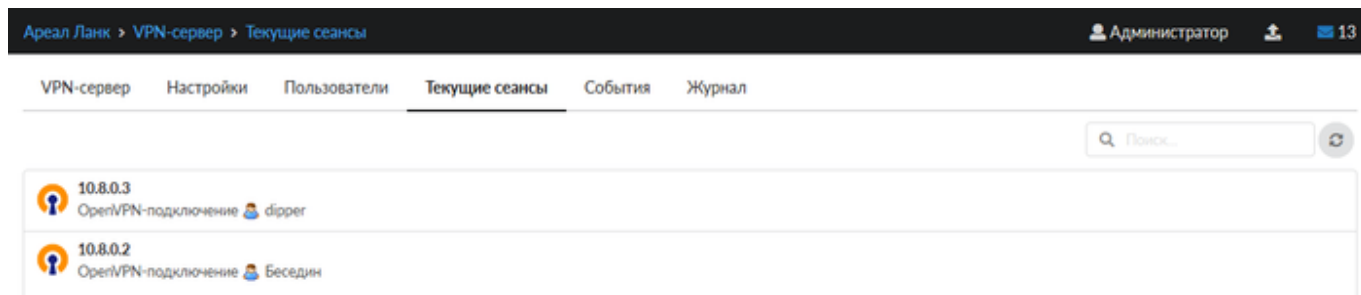 Ареал Ланк > VPN-сервер > Текущие сеансы Администратор 13
VPN-сервер Настройки Пользователи Текущие сеансы События Журнал
Поиск...
10.8.0.3
OpenVPN-подключение dipper
10.8.0.2
OpenVPN-подключение Беседин